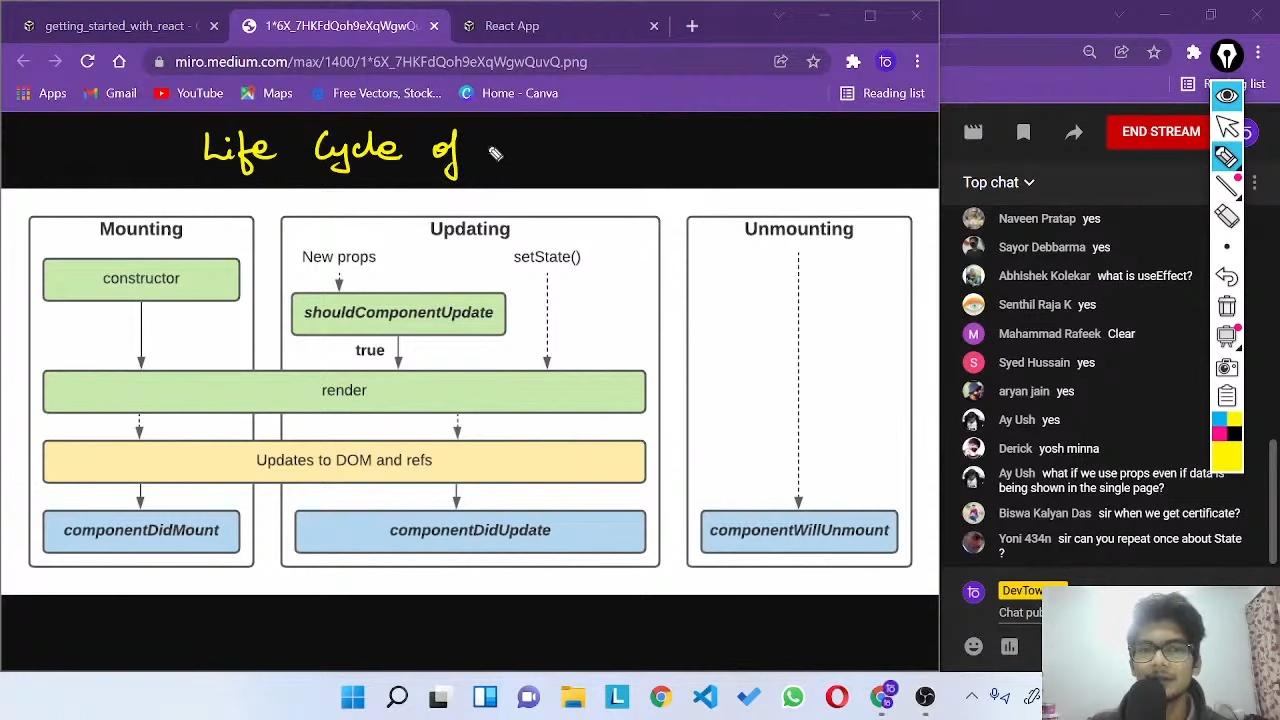 getting_started_with_react -
1*6X_7HKFdQoh9eXqWgwQu
React App
miro.medium.com/max/1400/1*6X_7HKFdQoh9eXqWgwQuvQ.png
Apps
Gmail
YouTube
Maps
Free Vectors, Stock...
Home - Canva
Reading list
Life Cycle of
Mounting
Updating
Unmounting
New props
setState()
constructor
shouldComponentUpdate
true
render
Updates to DOM and refs
componentDidMount
componentDidUpdate
componentWillUnmount
END STREAM
Top chat
Naveen Pratap yes
Sayor Debbarma yes
Abhishek Kolekar what is useEffect?
Senthil Raja K yes
Mahammad Rafeek Clear
Syed Hussain yes
aryan jain yes
Ay Ush yes
Derick yosh minna
Ay Ush what if we use props even if data is
being shown in the single page?
Biswa Kalyan Das sir when we get certificate?
Yoni 434n sir can you repeat once about State
?
DevTow
Chat pub